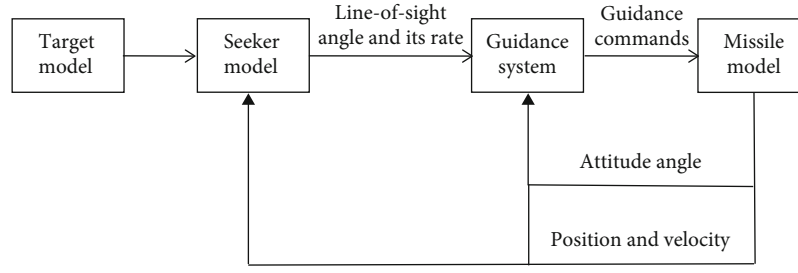 Target
model
Seeker
model
Line-of-sight
angle and its rate
Guidance
system
Guidance
commands
Missile
model
Attitude angle
Position and velocity